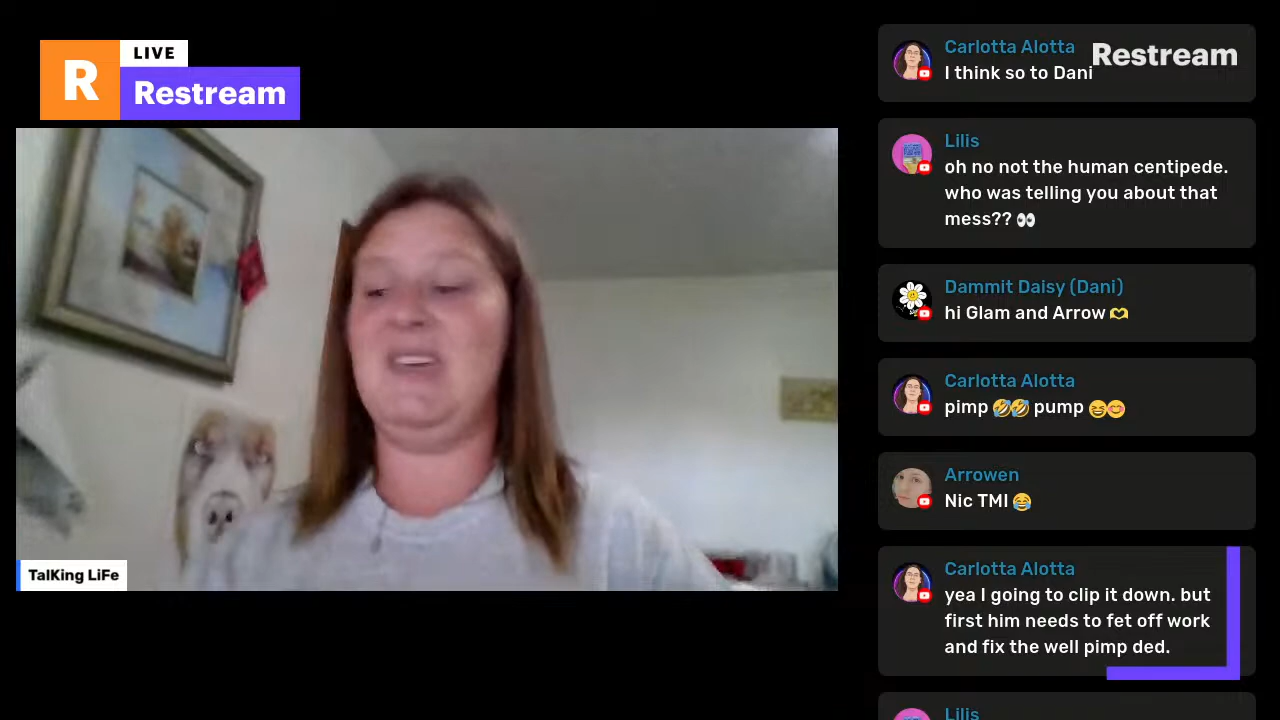 R
LIVE
Restream
TalKing LiFe
Restream
Carlotta Alotta
I think so to Dani
Lilis
oh no not the human centipede.
who was telling you about that
mess?? 👀
Dammit Daisy (Dani)
hi Glam and Arrow 🫶
Carlotta Alotta
pimp 🤣🤣 pump 😆😊
Arrowen
Nic TMI 😂
Carlotta Alotta
yea I going to clip it down. but
first him needs to fet off work
and fix the well pimp ded.
Lilis